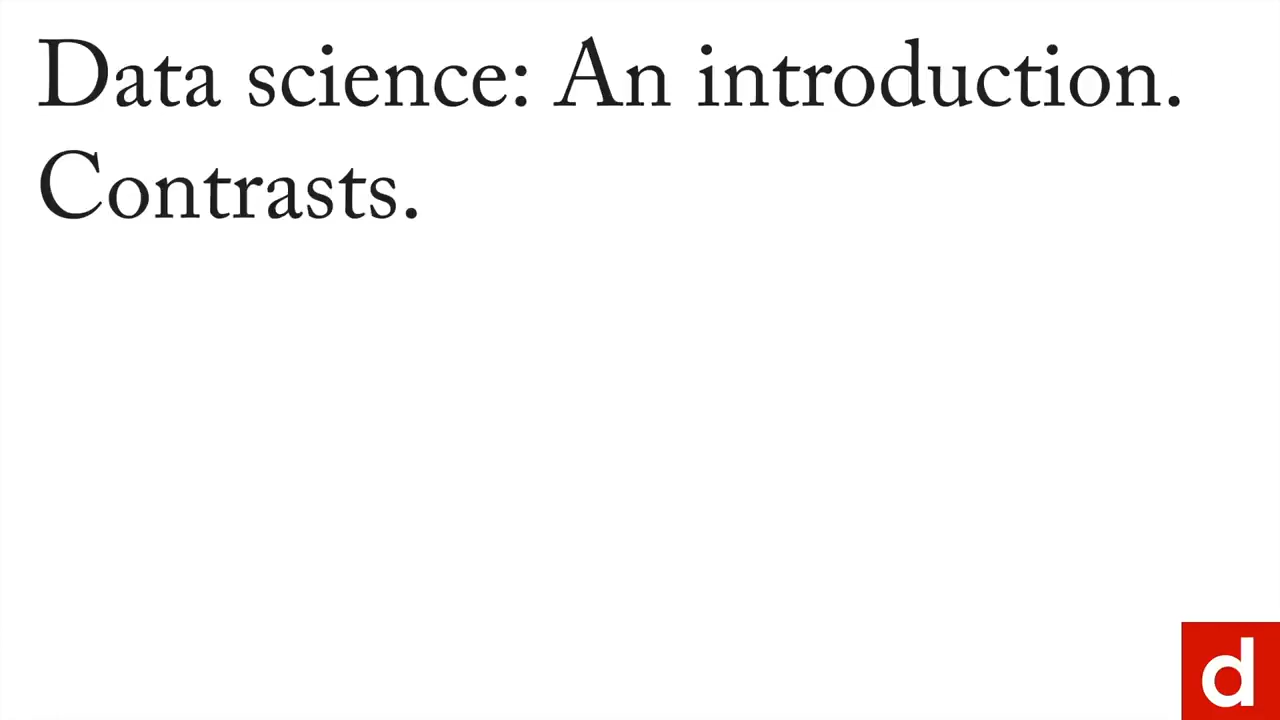 Data science: An introduction.
Contrasts.
d